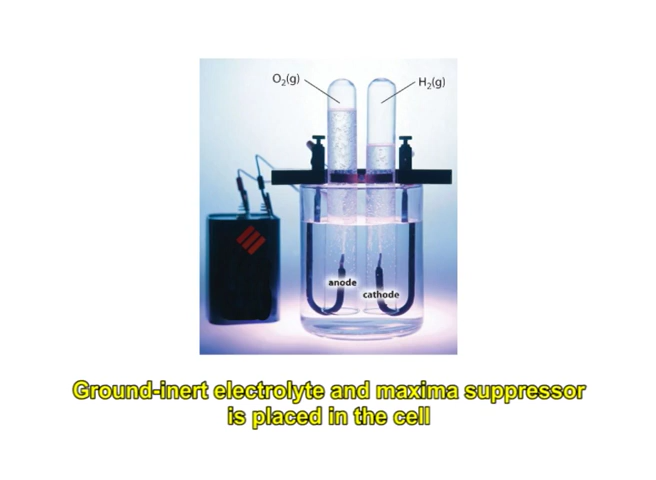 O₂(g)
H₂(g)
anode
cathode
Ground-inert electrolyte and maxima suppressor
is placed in the cell